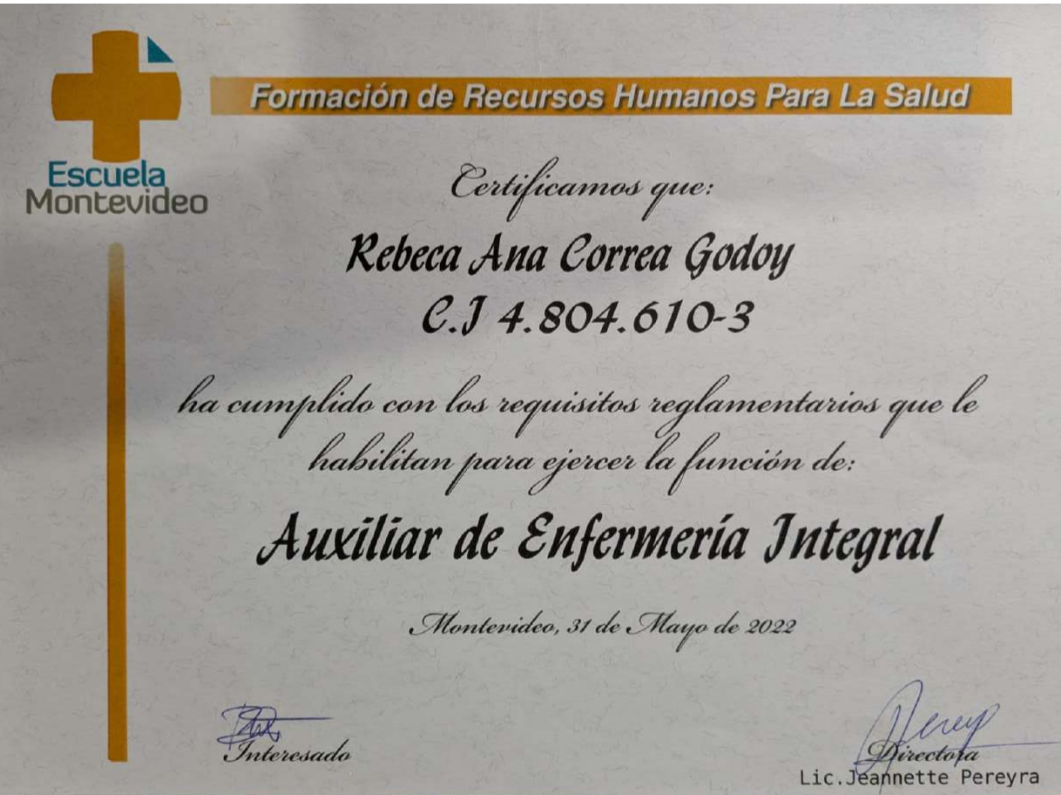 Escuela
Montevideo
Formación de Recursos Humanos Para La Salud
Certificamos que:
Rebeca Ana Correa Godoy
C.I 4.804.610-3
ha cumplido con los requisitos reglamentarios que le
habilitan para ejercer la función de:
Auxiliar de Enfermería Integral
Montevideo, 31 de Mayo de 2022
Interesado
Directora
Lic.Jeannette Pereyra